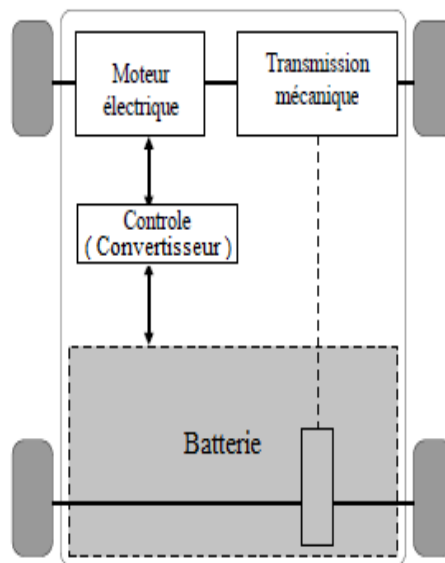 Moteur
électrique
Transmission
mécanique
Controle
( Convertisseur )
Batterie